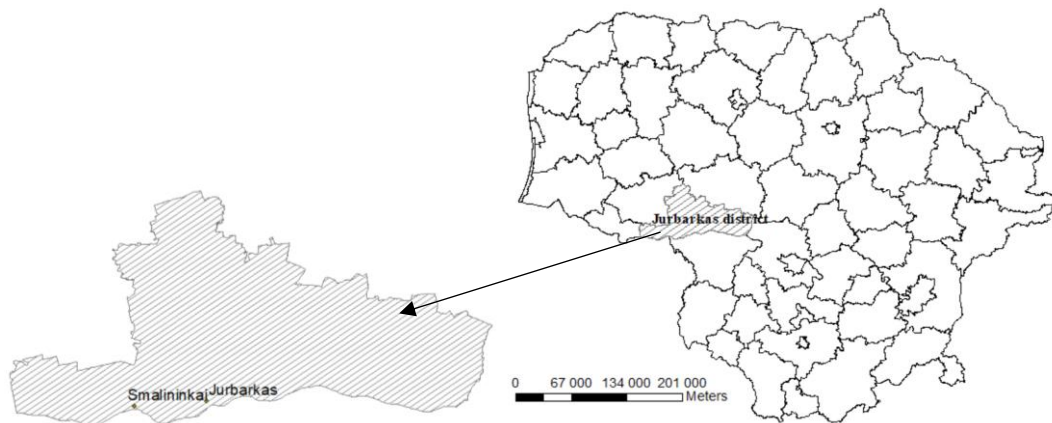 Smalininkai
Jurbarkas
Jurbarkas district
0 67 000 134 000 201 000
Meters